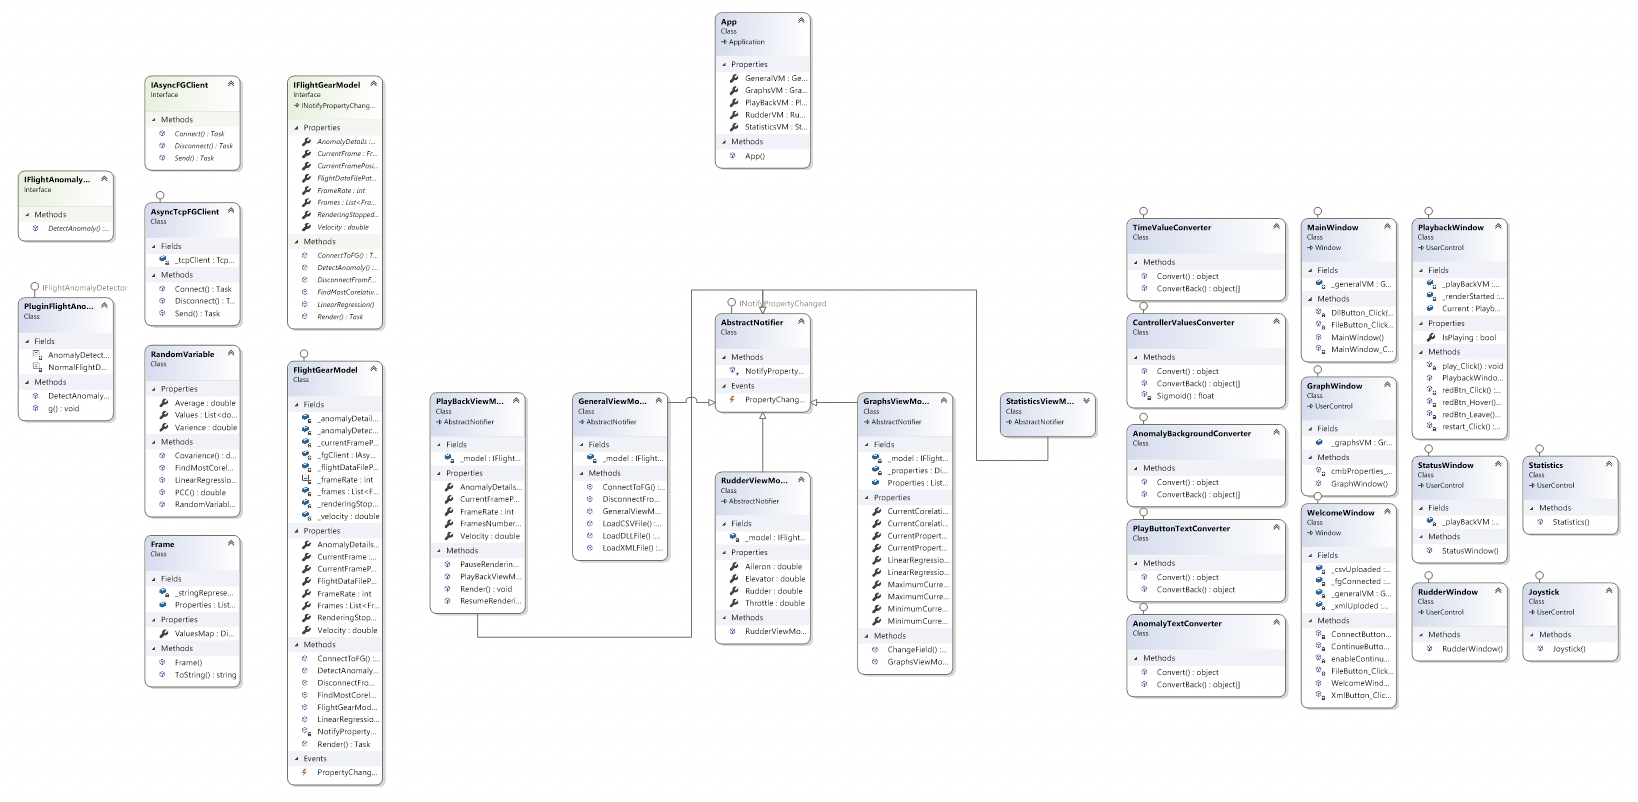 App
Class
Application
Properties
GeneralVM : Ge...
GraphsVM : Gra...
PlayBackVM : Pl...
RudderVM : Ru...
StatisticsVM : St...
Methods
App()
IAsyncFGClient
Interface
Methods
Connect() : Task
Disconnect() : Task
Send() : Task
IFlightGearModel
Interface
INotifyPropertyChang...
Properties
AnomalyDetails :...
CurrentFrame : Fr...
CurrentFramePosi...
FlightDataFilePat...
FrameRate : int
Frames : List<Fra...
RenderingStopped...
Velocity : double
Methods
ConnectToFG() : T...
DetectAnomaly() :...
DisconnectFromF...
FindMostCorelativ...
LinearRegression()
Render() : Task
IFlightAnomaly...
Interface
Methods
DetectAnomaly() :...
AsyncTcpFGClient
Class
Fields
_tcpClient : Tcp...
Methods
Connect() : Task
Disconnect() : T...
Send() : Task
IFlightAnomalyDetector
PluginFlightAno...
Class
Fields
AnomalyDetect...
NormalFlightD...
Methods
DetectAnomaly...
g() : void
RandomVariable
Class
Properties
Average : double
Values : List<do...
Varience : double
Methods
Covarience() : d...
FindMostCorel...
LinearRegressio...
PCC() : double
RandomVariabl...
Frame
Class
Fields
_stringReprese...
Properties : List...
Properties
ValuesMap : Di...
Methods
Frame()
ToString() : string
FlightGearModel
Class
Fields
_anomalyDetail...
_anomalyDetec...
_currentFrameP...
_fgClient : IAsy...
_flightDataFileP...
_frameRate : int
_frames : List<F...
_renderingStop...
_velocity : double
Properties
AnomalyDetails...
CurrentFrame :...
CurrentFrameP...
FlightDataFileP...
FrameRate : int
Frames : List<Fr...
RenderingStop...
Velocity : double
Methods
ConnectToFG() :...
DetectAnomaly...
DisconnectFro...
FindMostCorel...
FlightGearMod...
LinearRegressio...
NotifyProperty...
Render() : Task
Events
PropertyChang...
PlayBackViewM...
Class
AbstractNotifier
Fields
_model : IFlight...
Properties
AnomalyDetails...
CurrentFrameP...
FrameRate : int
FramesNumber...
Velocity : double
Methods
PauseRenderin...
PlayBackViewM...
Render() : void
ResumeRenderi...
GeneralViewMo...
Class
AbstractNotifier
Fields
_model : IFlight...
Methods
ConnectToFG() :...
DisconnectFro...
GeneralViewM...
LoadCSVFile() :...
LoadDLLFile() :...
LoadXMLFile() :...
INotifyPropertyChanged
AbstractNotifier
Class
Methods
NotifyProperty...
Events
PropertyChang...
RudderViewMo...
Class
AbstractNotifier
Fields
_model : IFlight...
Properties
Aileron : double
Elevator : double
Rudder : double
Throttle : double
Methods
RudderViewMo...
GraphsViewMo...
Class
AbstractNotifier
Fields
_model : IFlight...
_properties : Di...
Properties : List...
Properties
CurrentCorelati...
CurrentCorelati...
CurrentPropert...
CurrentPropert...
LinearRegressio...
LinearRegressio...
MaximumCurre...
MaximumCurre...
MinimumCurre...
MinimumCurre...
Methods
ChangeField() :...
GraphsViewMo...
StatisticsViewM...
Class
AbstractNotifier
TimeValueConverter
Class
Methods
Convert() : object
ConvertBack() : object[]
ControllerValuesConverter
Class
Methods
Convert() : object
ConvertBack() : object[]
Sigmoid() : float
AnomalyBackgroundConverter
Class
Methods
Convert() : object
ConvertBack() : object[]
PlayButtonTextConverter
Class
Methods
Convert() : object
ConvertBack() : object
AnomalyTextConverter
Class
Methods
Convert() : object
ConvertBack() : object[]
MainWindow
Class
Window
Fields
_generalVM : G...
Methods
DllButton_Click(...
FileButton_Click...
MainWindow()
MainWindow_C...
GraphWindow
Class
UserControl
Fields
_graphsVM : Gr...
Methods
cmbProperties_...
GraphWindow()
WelcomeWindow
Class
Window
Fields
_csvUploaded :...
_fgConnected :...
_generalVM : G...
_xmlUploded :...
Methods
ConnectButton...
ContinueButto...
enableContinu...
FileButton_Click...
WelcomeWind...
XmlButton_Clic...
PlaybackWindow
Class
UserControl
Fields
_playBackVM :...
_renderStarted :...
Current : Playb...
Properties
IsPlaying : bool
Methods
play_Click() : void
PlaybackWindo...
redBtn_Click() :...
redBtn_Hover()...
redBtn_Leave()...
restart_Click() :...
StatusWindow
Class
UserControl
Fields
_playBackVM :...
Methods
StatusWindow()
RudderWindow
Class
UserControl
Methods
RudderWindow()
Statistics
Class
UserControl
Methods
Statistics()
Joystick
Class
UserControl
Methods
Joystick()